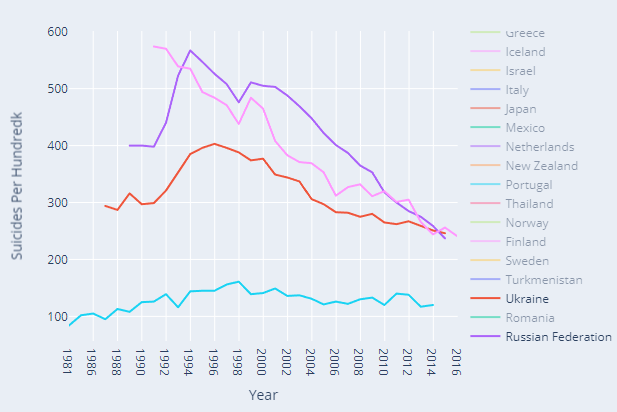 600
500
400
300
200
100
Suicides Per Hundredk
1981
1986
1988
1990
1992
1994
1996
1998
2000
2002
2004
2006
2008
2010
2012
2014
2016
Year
Greece
Iceland
Israel
Italy
Japan
Mexico
Netherlands
New Zealand
Portugal
Thailand
Norway
Finland
Sweden
Turkmenistan
Ukraine
Romania
Russian Federation